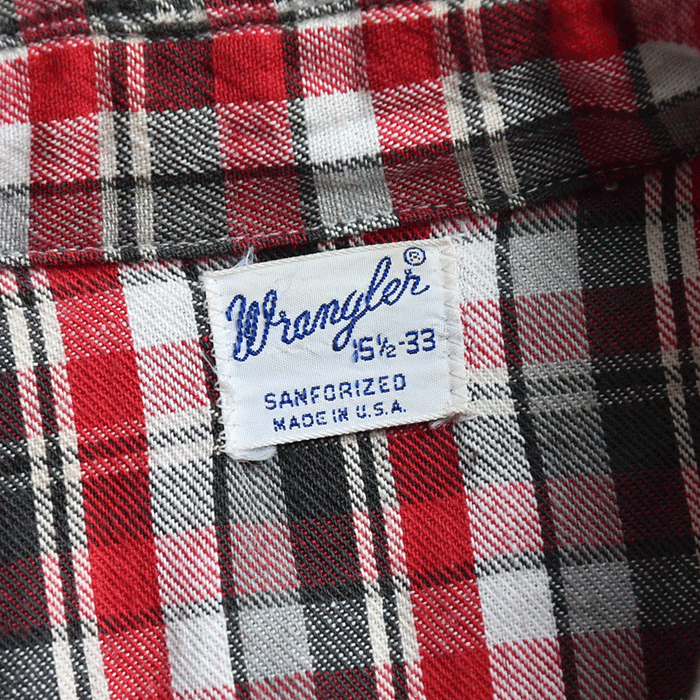 Wrangler®
15½-33
SANFORIZED
MADE IN U.S.A.